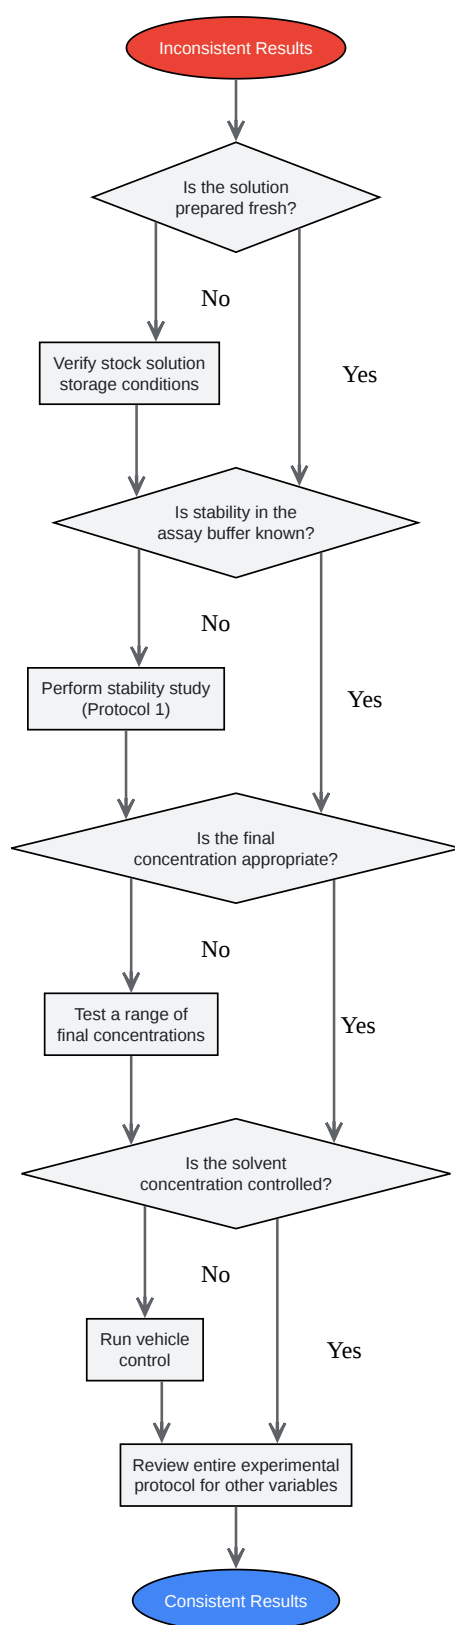 Inconsistent Results
Is the solution
prepared fresh?
No
Verify stock solution
storage conditions
Yes
Is stability in the
assay buffer known?
No
Perform stability study
(Protocol 1)
Yes
Is the final
concentration appropriate?
No
Test a range of
final concentrations
Yes
Is the solvent
concentration controlled?
No
Run vehicle
control
Yes
Review entire experimental
protocol for other variables
Consistent Results